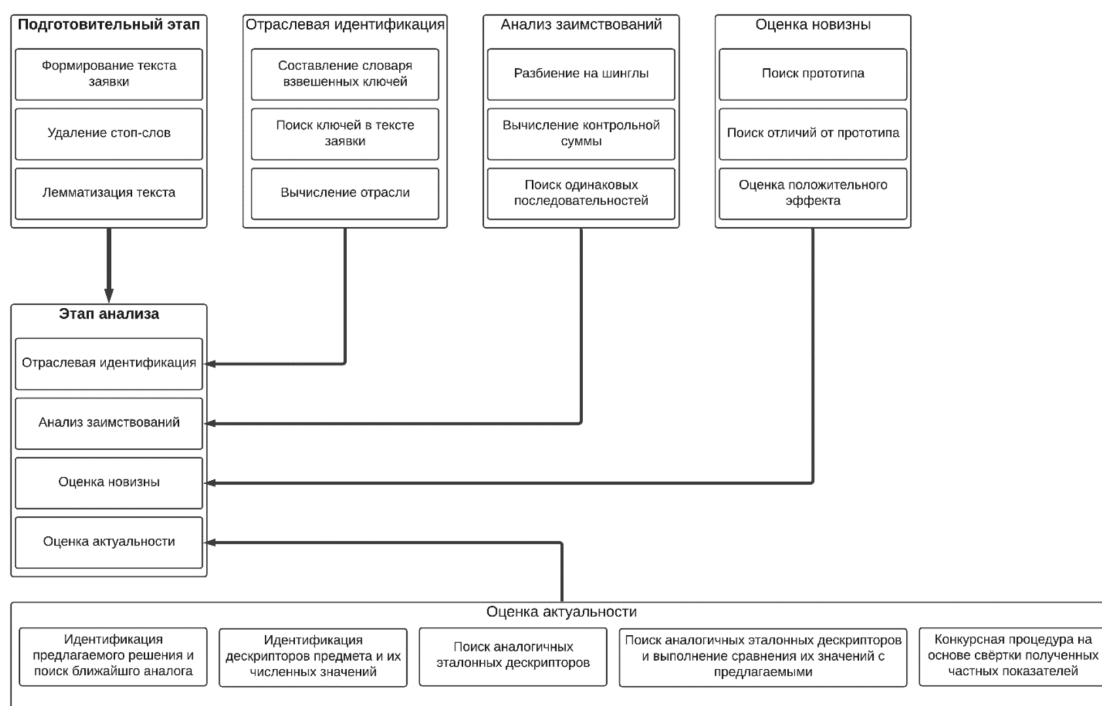 Подготовительный этап
Формирование текста
заявки
Удаление стоп-слов
Лемматизация текста
Отраслевая идентификация
Составление словаря
взвешенных ключей
Поиск ключей в тексте
заявки
Вычисление отрасли
Анализ заимствований
Разбиение на шинглы
Вычисление контрольной
суммы
Поиск одинаковых
последовательностей
Оценка новизны
Поиск прототипа
Поиск отличий от прототипа
Оценка положительного
эффекта
Этап анализа
Отраслевая идентификация
Анализ заимствований
Оценка новизны
Оценка актуальности
Оценка актуальности
Идентификация
предлагаемого решения и
поиск ближайшего аналога
Идентификация
дескрипторов предмета и их
численных значений
Поиск аналогичных
эталонных дескрипторов
Поиск аналогичных эталонных дескрипторов
и выполнение сравнения их значений с
предлагаемыми
Конкурсная процедура на
основе свёртки полученных
частных показателей